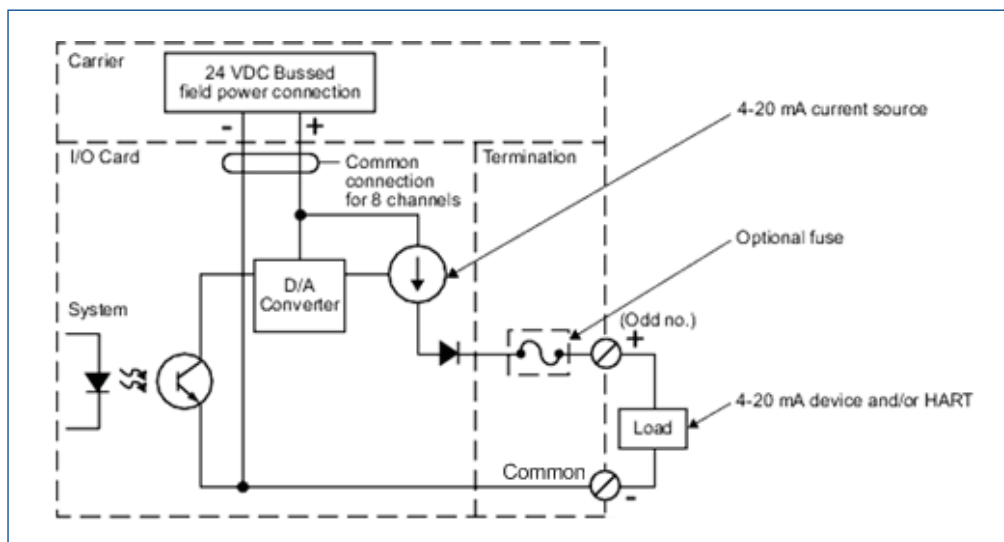 Carrier
24 VDC Bussed
field power connection
-
+
4-20 mA current source
I/O Card
Common
connection
for 8 channels
Termination
Optional fuse
D/A
Converter
System
(Odd no.)
+
4-20 mA device and/or HART
Load
Common
-